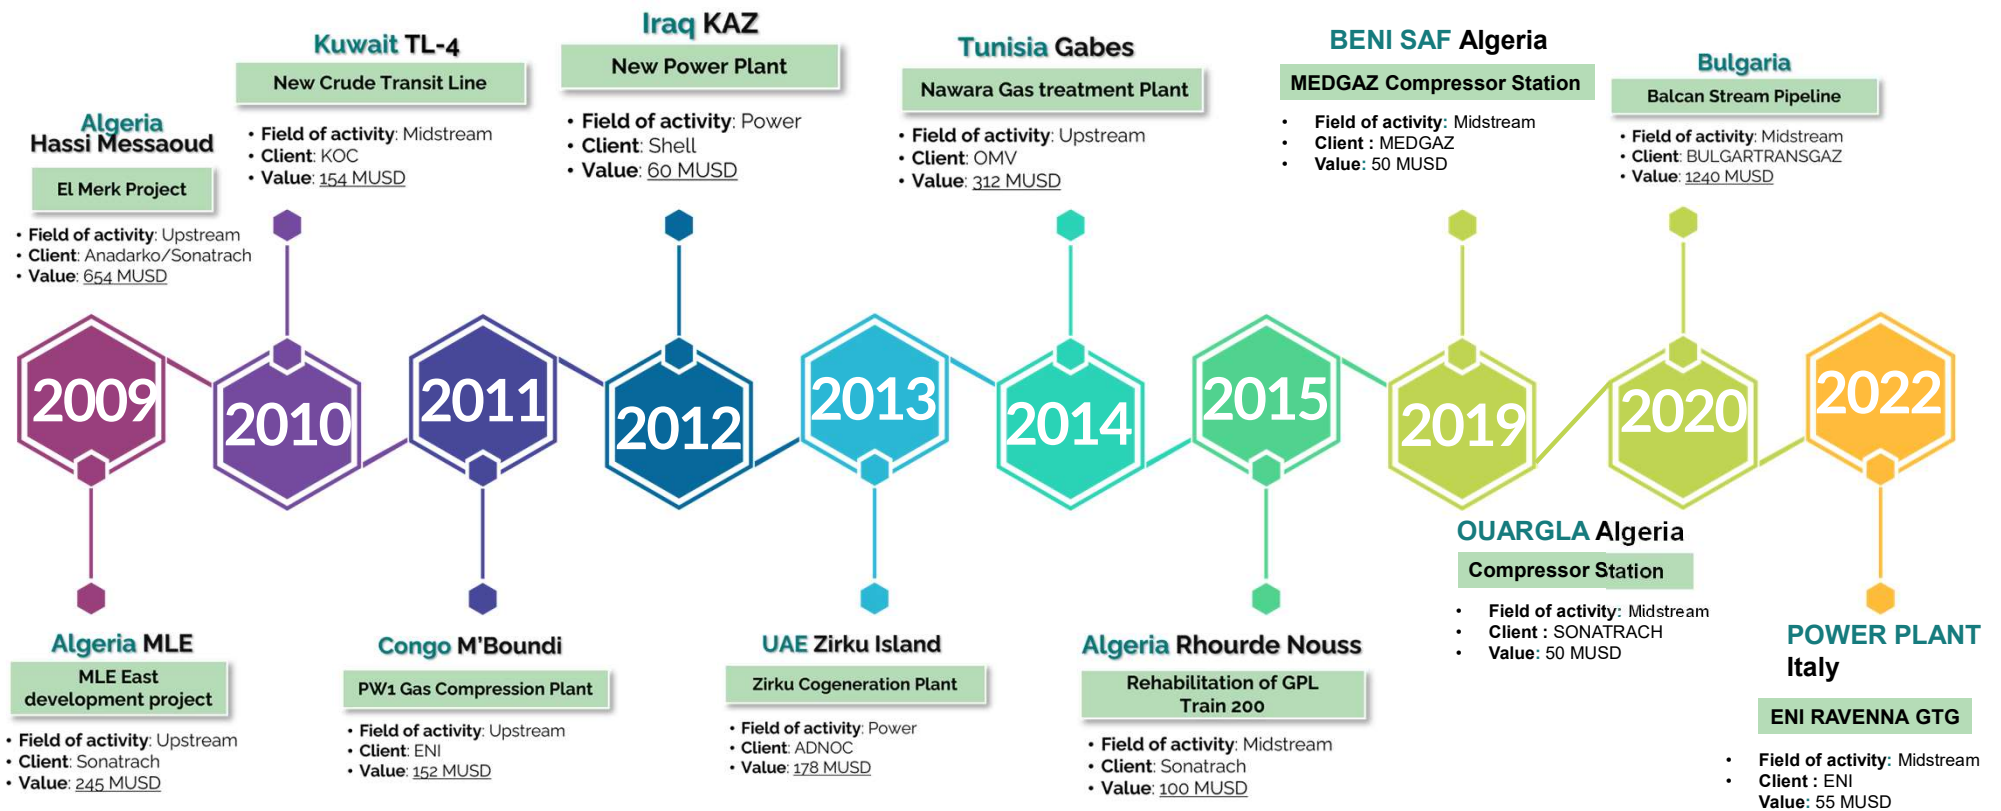 Algeria
Hassi Messaoud
El Merk Project
• Field of activity: Upstream
• Client: Anadarko/Sonatrach
• Value: 654 MUSD
Kuwait TL-4
New Crude Transit Line
• Field of activity: Midstream
• Client: KOC
• Value: 154 MUSD
Iraq KAZ
New Power Plant
• Field of activity: Power
• Client: Shell
• Value: 60 MUSD
Tunisia Gabes
Nawara Gas treatment Plant
• Field of activity: Upstream
• Client: OMV
• Value: 312 MUSD
BENI SAF Algeria
MEDGAZ Compressor Station
• Field of activity: Midstream
• Client : MEDGAZ
• Value: 50 MUSD
Bulgaria
Balcan Stream Pipeline
• Field of activity: Midstream
• Client: BULGARTRANSGAZ
• Value: 1240 MUSD
2009
2010
2011
2012
2013
2014
2015
2019
2020
2022
Algeria MLE
MLE East
development project
• Field of activity: Upstream
• Client: Sonatrach
• Value: 245 MUSD
Congo M'Boundi
PW1 Gas Compression Plant
• Field of activity: Upstream
• Client: ENI
• Value: 152 MUSD
UAE Zirku Island
Zirku Cogeneration Plant
• Field of activity: Power
• Client: ADNOC
• Value: 178 MUSD
Algeria Rhourde Nouss
Rehabilitation of GPL
Train 200
• Field of activity: Midstream
• Client: Sonatrach
• Value: 100 MUSD
OUARGLA Algeria
Compressor Station
• Field of activity: Midstream
• Client : SONATRACH
• Value: 50 MUSD
POWER PLANT
Italy
ENI RAVENNA GTG
• Field of activity: Midstream
• Client : ENI
Value: 55 MUSD